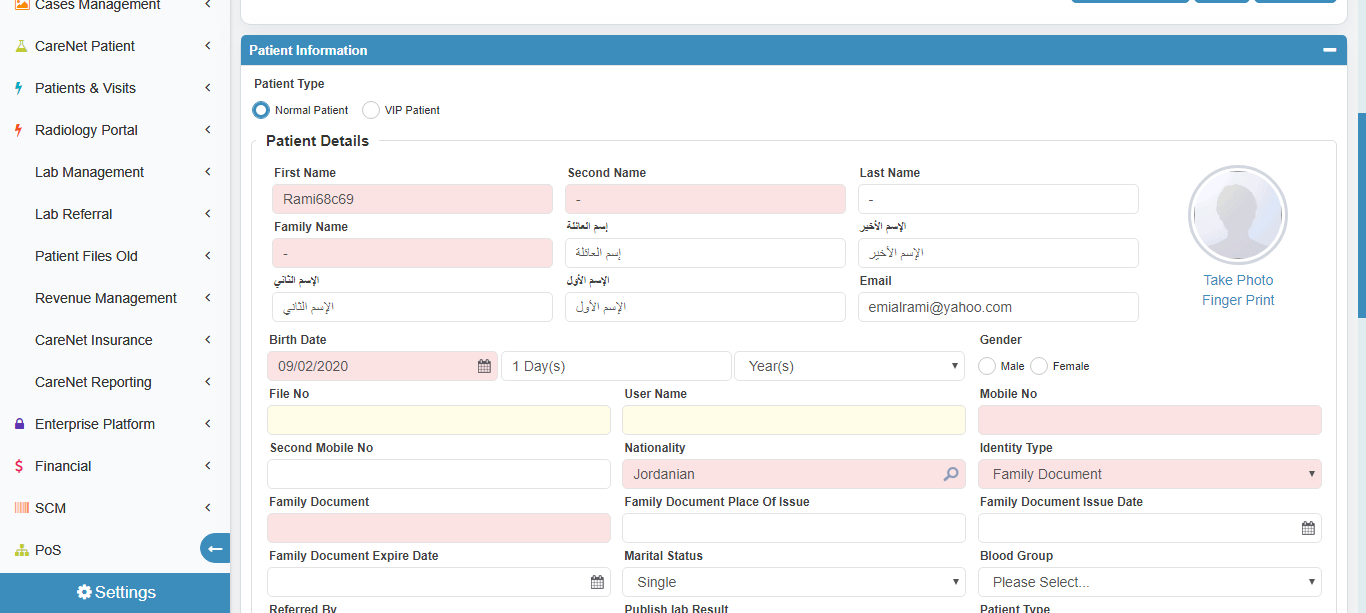 Cases Management
CareNet Patient
Patients & Visits
Radiology Portal
Lab Management
Lab Referral
Patient Files Old
Revenue Management
CareNet Insurance
CareNet Reporting
Enterprise Platform
Financial
SCM
PoS
Settings
Patient Information
Patient Type
Normal Patient VIP Patient
Patient Details
First Name Second Name Last Name
Rami68c69 - -
Family Name إسم العائلة الإسم الأخير
- إسم العائلة الإسم الأخير
الإسم الثاني الإسم الأول Email
الإسم الثاني الإسم الأول emialrami@yahoo.com
Take Photo
Finger Print
Birth Date Gender
09/02/2020 1 Day(s) Year(s) Male Female
File No User Name Mobile No
Second Mobile No Nationality Identity Type
Jordanian Family Document
Family Document Family Document Place Of Issue Family Document Issue Date
Family Document Expire Date Marital Status Blood Group
Single Please Select...
Referred By Publish lab Result Patient Type